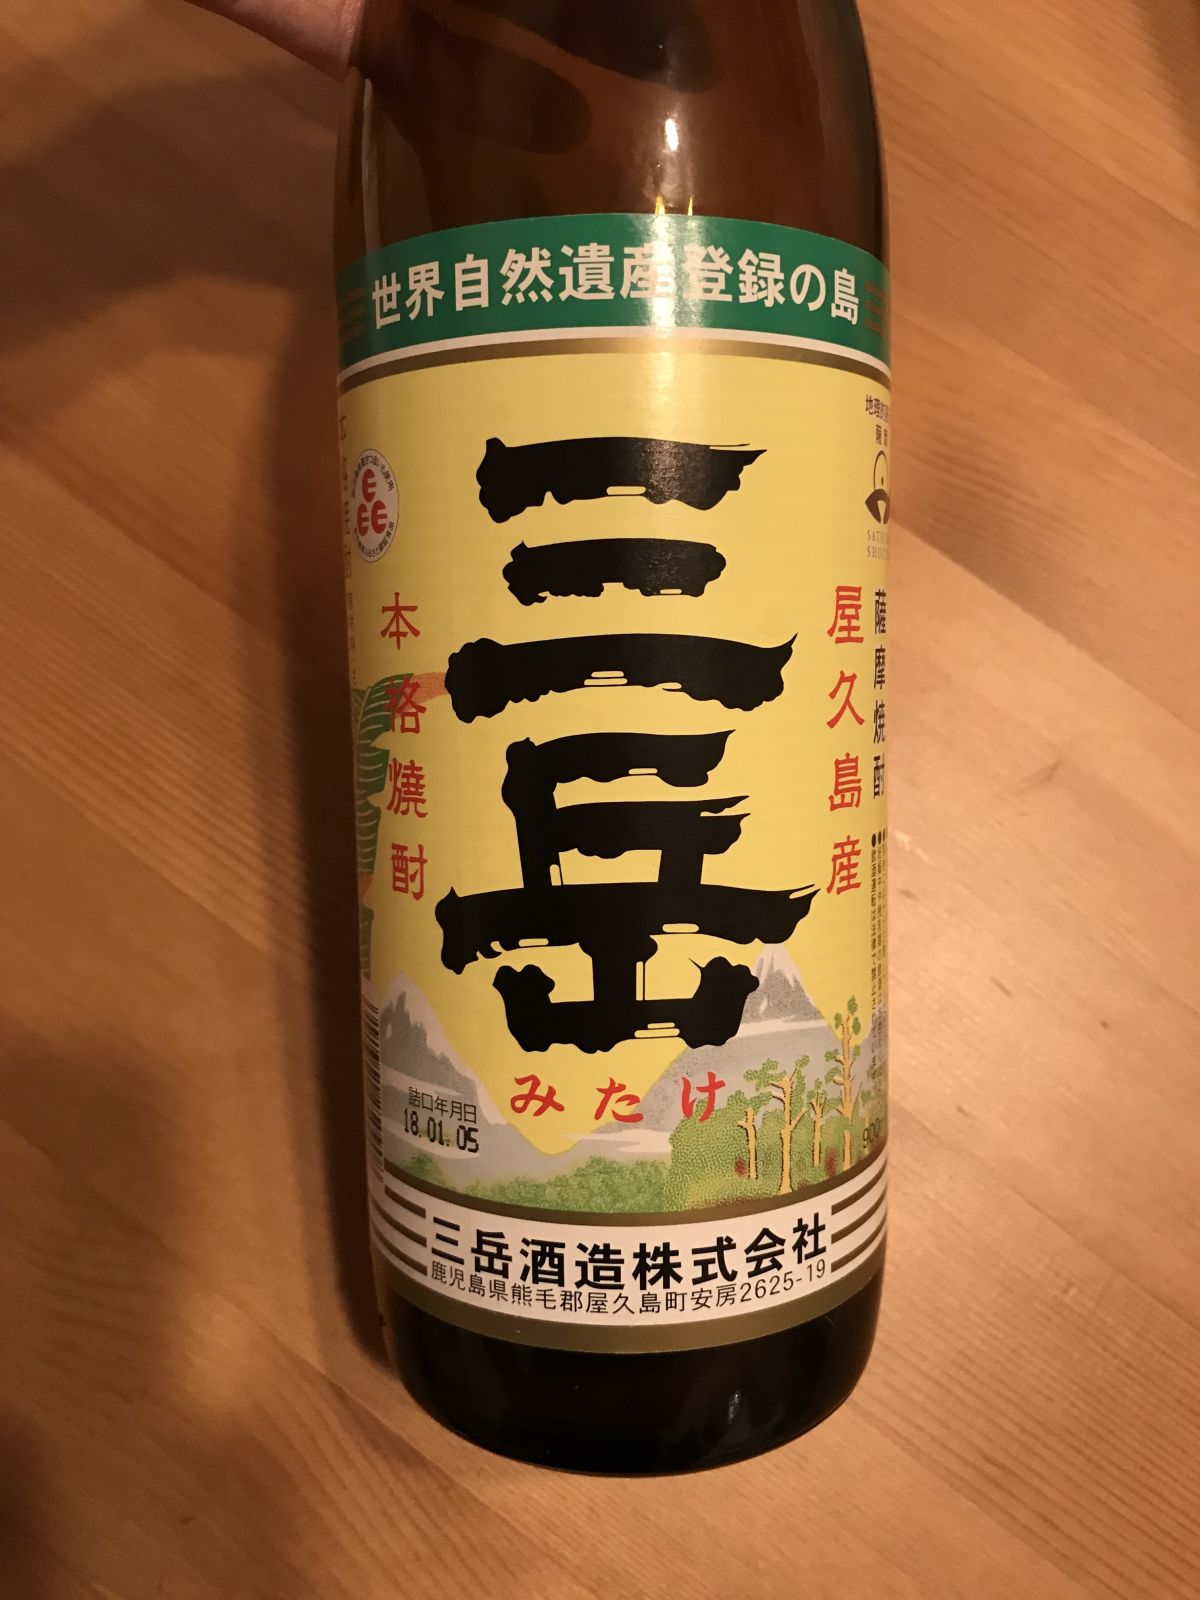 世界自然遺産登録の島
三岳
みたけ
本格焼酎
屋久島産
薩摩焼酎
詰口年月日
18.01.05
三岳酒造株式会社
鹿児島県熊毛郡屋久島町安房2625-19